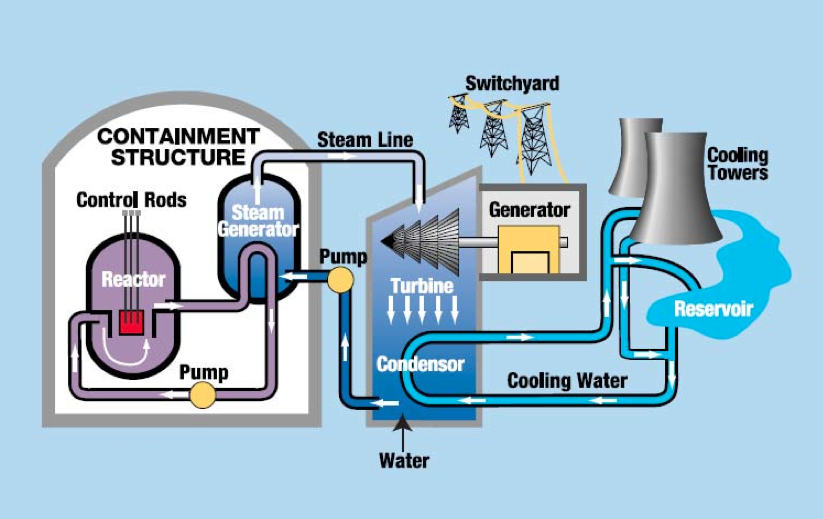 Switchyard
CONTAINMENT
STRUCTURE
Steam Line
Cooling
Towers
Control Rods
Steam
Generator
Generator
Pump
Reactor
Turbine
Reservoir
Condensor
Pump
Cooling Water
Water